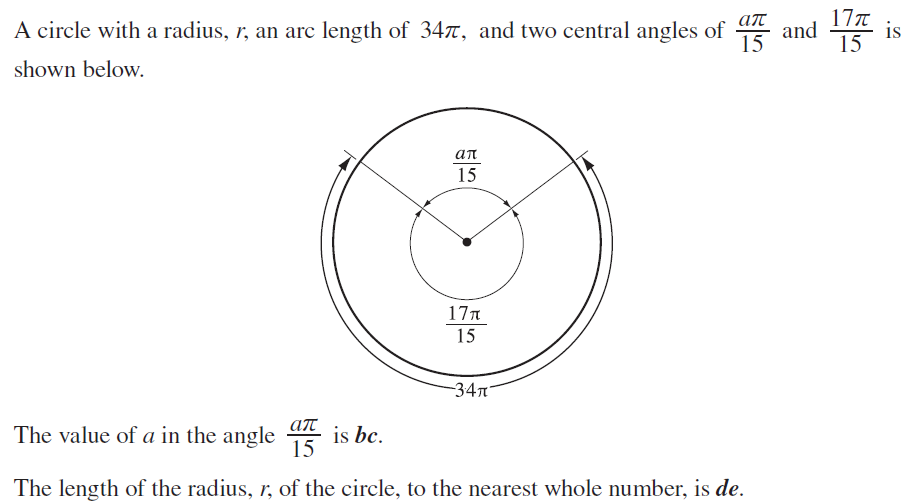 A circle with a radius, r, an arc length of 34π, and two central angles of aπ/15 and 17π/15 is
shown below.
aπ/15
17π/15
34π
The value of a in the angle aπ/15 is bc.
The length of the radius, r, of the circle, to the nearest whole number, is de.